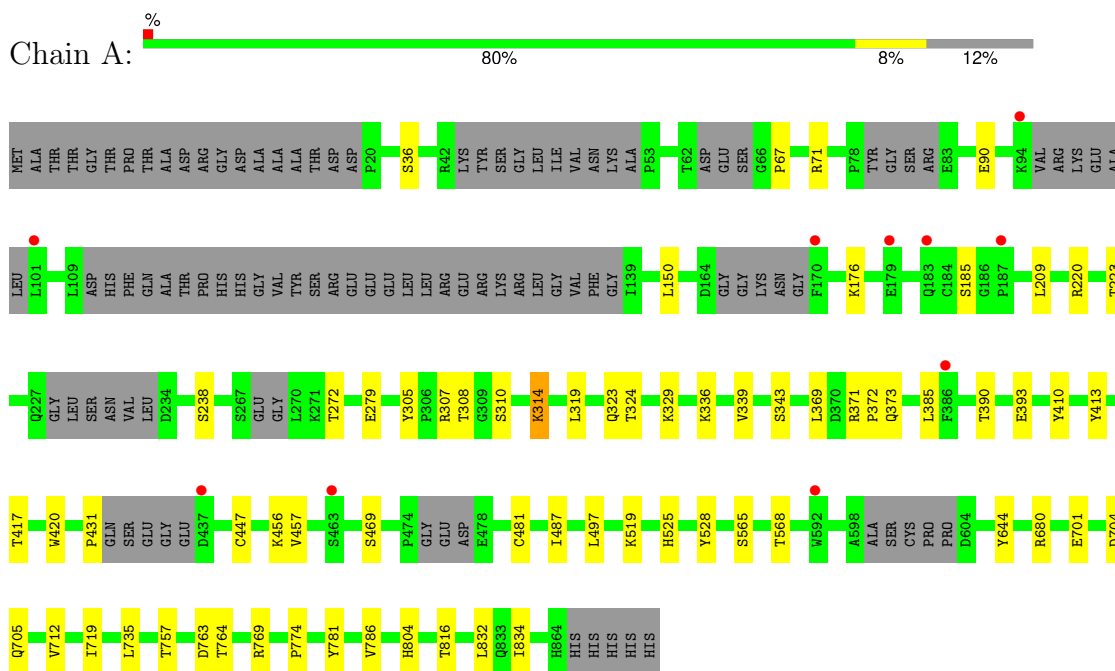 %
Chain A:
80% 8% 12%
MET ALA THR THR GLY THR PRO THR ALA ASP ARG GLY ASP ALA ALA ALA ALA THR ASP ASP P20 S36 R42 LYS TYR SER GLY LEU ILE VAL ASN LYS ALA P53 T62 ASP GLU SER G66 P67 R71 P78 TYR GLY SER ARG E83 E90 K94 VAL ARG LYS GLU ALA
LEU L101 L109 ASP HIS PHE GLN ALA THR PRO HIS HIS GLY VAL TYR SER ARG GLU GLU GLU LEU LEU ARG GLU ARG LYS ARG LEU GLY VAL PHE GLY I139 L150 D164 GLY GLY LYS ASN GLY F170 K176 E179 Q183 C184 S185 G186 P187 L209 R220 T223
Q227 GLY LEU SER ASN VAL LEU D234 S238 S267 GLU GLY L270 K271 T272 E279 Y305 P306 R307 T308 G309 S310 K314 L319 Q323 T324 K329 K336 V339 S343 L369 D370 R371 P372 Q373 L385 F386 T390 E393 Y410 Y413
T417 W420 P431 GLN SER GLU GLY GLU D437 C447 K456 V457 S463 S469 P474 GLY GLU ASP E478 C481 I487 L497 K519 H525 Y528 S565 T568 W592 A598 ALA SER CYS PRO PRO D604 Y644 R680 E701 D704
Q705 V712 I719 L735 T757 D763 T764 R769 P774 Y781 V786 H804 T816 L832 Q833 I834 H864 HIS HIS HIS HIS HIS